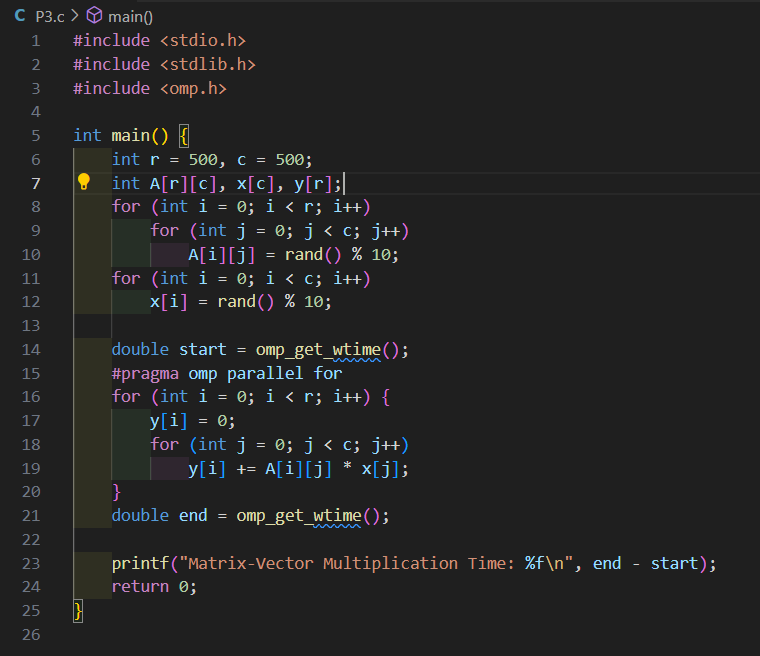 C P3.c > main()
1 #include <stdio.h>
2 #include <stdlib.h>
3 #include <omp.h>
4
5 int main() {
6     int r = 500, c = 500;
7     int A[r][c], x[c], y[r];
8     for (int i = 0; i < r; i++)
9         for (int j = 0; j < c; j++)
10             A[i][j] = rand() % 10;
11     for (int i = 0; i < c; i++)
12         x[i] = rand() % 10;
13
14     double start = omp_get_wtime();
15     #pragma omp parallel for
16     for (int i = 0; i < r; i++) {
17         y[i] = 0;
18         for (int j = 0; j < c; j++)
19             y[i] += A[i][j] * x[j];
20     }
21     double end = omp_get_wtime();
22
23     printf("Matrix-Vector Multiplication Time: %f\n", end - start);
24     return 0;
25 }
26